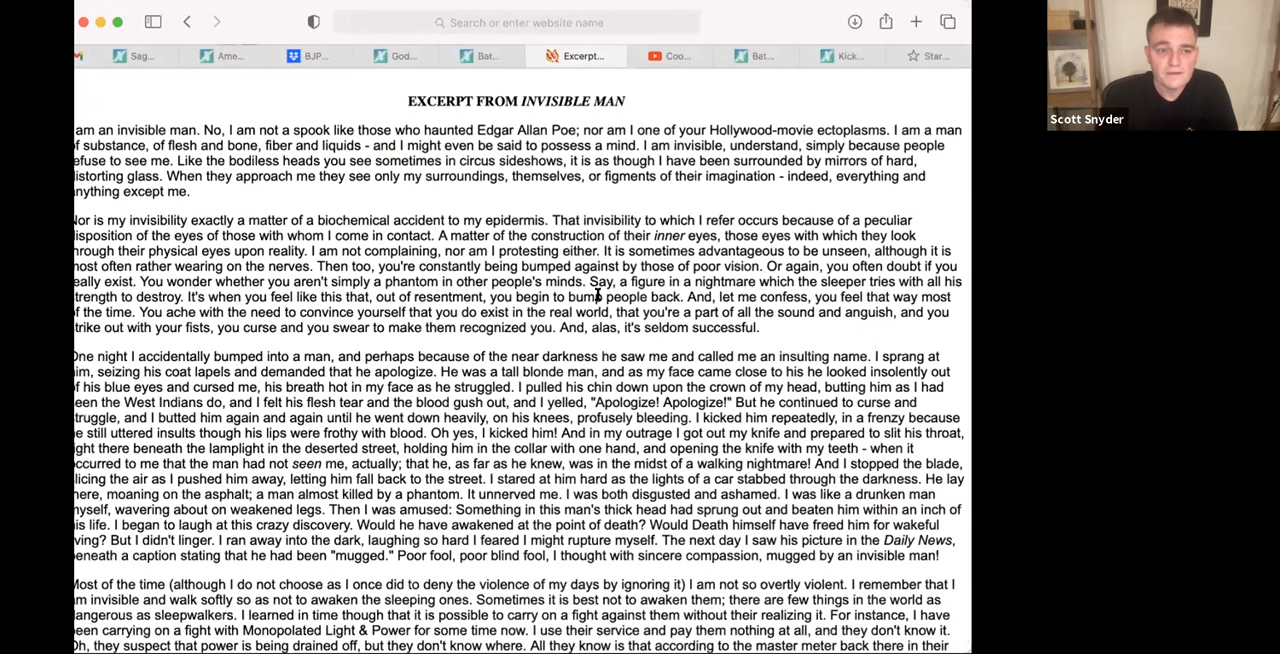 Search or enter website name
Sag...
Ame...
BJP...
God...
Bat...
Excerpt...
Coo...
Bat...
Kick...
Star...
Scott Snyder
EXCERPT FROM INVISIBLE MAN
am an invisible man. No, I am not a spook like those who haunted Edgar Allan Poe; nor am I one of your Hollywood-movie ectoplasms. I am a man
of substance, of flesh and bone, fiber and liquids - and I might even be said to possess a mind. I am invisible, understand, simply because people
efuse to see me. Like the bodiless heads you see sometimes in circus sideshows, it is as though I have been surrounded by mirrors of hard,
istorting glass. When they approach me they see only my surroundings, themselves, or figments of their imagination - indeed, everything and
nything except me.
Nor is my invisibility exactly a matter of a biochemical accident to my epidermis. That invisibility to which I refer occurs because of a peculiar
disposition of the eyes of those with whom I come in contact. A matter of the construction of their inner eyes, those eyes with which they look
hrough their physical eyes upon reality. I am not complaining, nor am I protesting either. It is sometimes advantageous to be unseen, although it is
most often rather wearing on the nerves. Then too, you're constantly being bumped against by those of poor vision. Or again, you often doubt if you
eally exist. You wonder whether you aren't simply a phantom in other people's minds. Say, a figure in a nightmare which the sleeper tries with all his
trength to destroy. It's when you feel like this that, out of resentment, you begin to bump people back. And, let me confess, you feel that way most
of the time. You ache with the need to convince yourself that you do exist in the real world, that you're a part of all the sound and anguish, and you
trike out with your fists, you curse and you swear to make them recognized you. And, alas, it's seldom successful.
One night I accidentally bumped into a man, and perhaps because of the near darkness he saw me and called me an insulting name. I sprang at
im, seizing his coat lapels and demanded that he apologize. He was a tall blonde man, and as my face came close to his he looked insolently out
of his blue eyes and cursed me, his breath hot in my face as he struggled. I pulled his chin down upon the crown of my head, butting him as I had
een the West Indians do, and I felt his flesh tear and the blood gush out, and I yelled, "Apologize! Apologize!" But he continued to curse and
truggle, and I butted him again and again until he went down heavily, on his knees, profusely bleeding. I kicked him repeatedly, in a frenzy because
e still uttered insults though his lips were frothy with blood. Oh yes, I kicked him! And in my outrage I got out my knife and prepared to slit his throat,
ight there beneath the lamplight in the deserted street, holding him in the collar with one hand, and opening the knife with my teeth - when it
occurred to me that the man had not seen me, actually; that he, as far as he knew, was in the midst of a walking nightmare! And I stopped the blade,
licing the air as I pushed him away, letting him fall back to the street. I stared at him hard as the lights of a car stabbed through the darkness. He lay
here, moaning on the asphalt; a man almost killed by a phantom. It unnerved me. I was both disgusted and ashamed. I was like a drunken man
myself, wavering about on weakened legs. Then I was amused: Something in this man's thick head had sprung out and beaten him within an inch of
is life. I began to laugh at this crazy discovery. Would he have awakened at the point of death? Would Death himself have freed him for wakeful
ving? But I didn't linger. I ran away into the dark, laughing so hard I feared I might rupture myself. The next day I saw his picture in the Daily News,
beneath a caption stating that he had been "mugged." Poor fool, poor blind fool, I thought with sincere compassion, mugged by an invisible man!
Most of the time (although I do not choose as I once did to deny the violence of my days by ignoring it) I am not so overtly violent. I remember that I
am invisible and walk softly so as not to awaken the sleeping ones. Sometimes it is best not to awaken them; there are few things in the world as
dangerous as sleepwalkers. I learned in time though that it is possible to carry on a fight against them without their realizing it. For instance, I have
een carrying on a fight with Monopolated Light & Power for some time now. I use their service and pay them nothing at all, and they don't know it.
Oh, they suspect that power is being drained off, but they don't know where. All they know is that according to the master meter back there in their